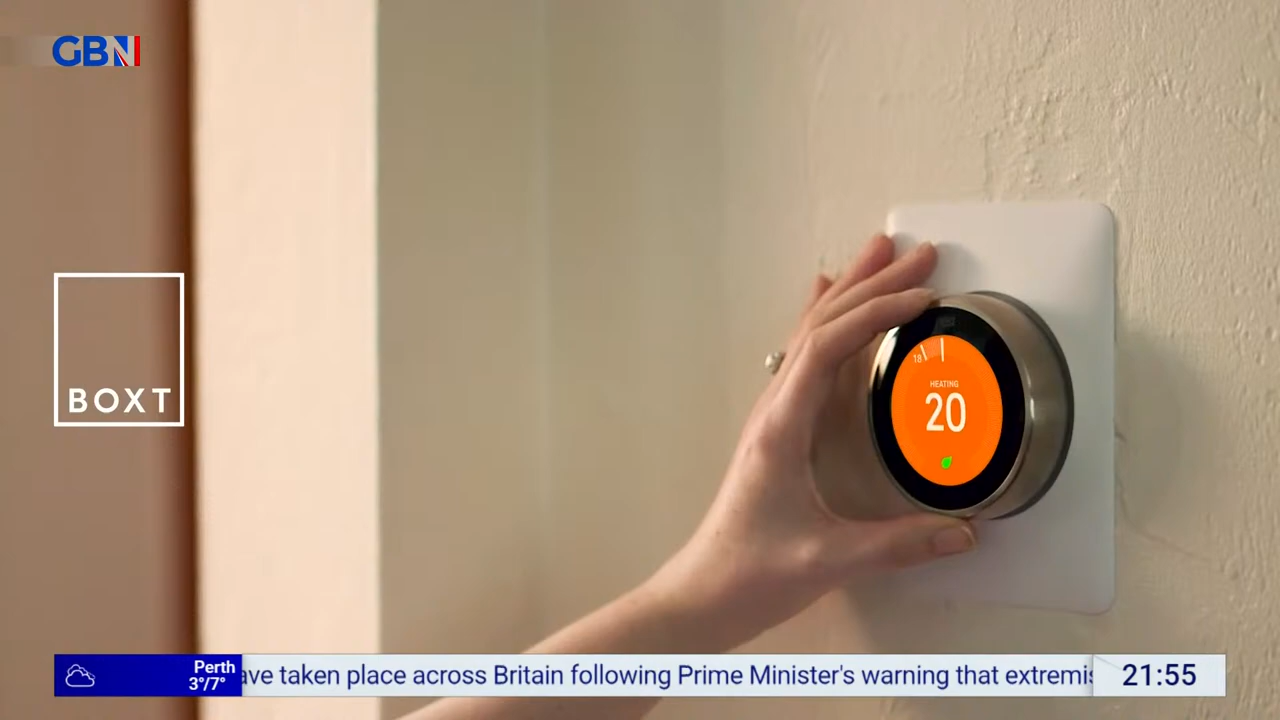 GBN
BOXT
18
HEATING
20
Perth
3°/7°
ave taken place across Britain following Prime Minister's warning that extremis
21:55